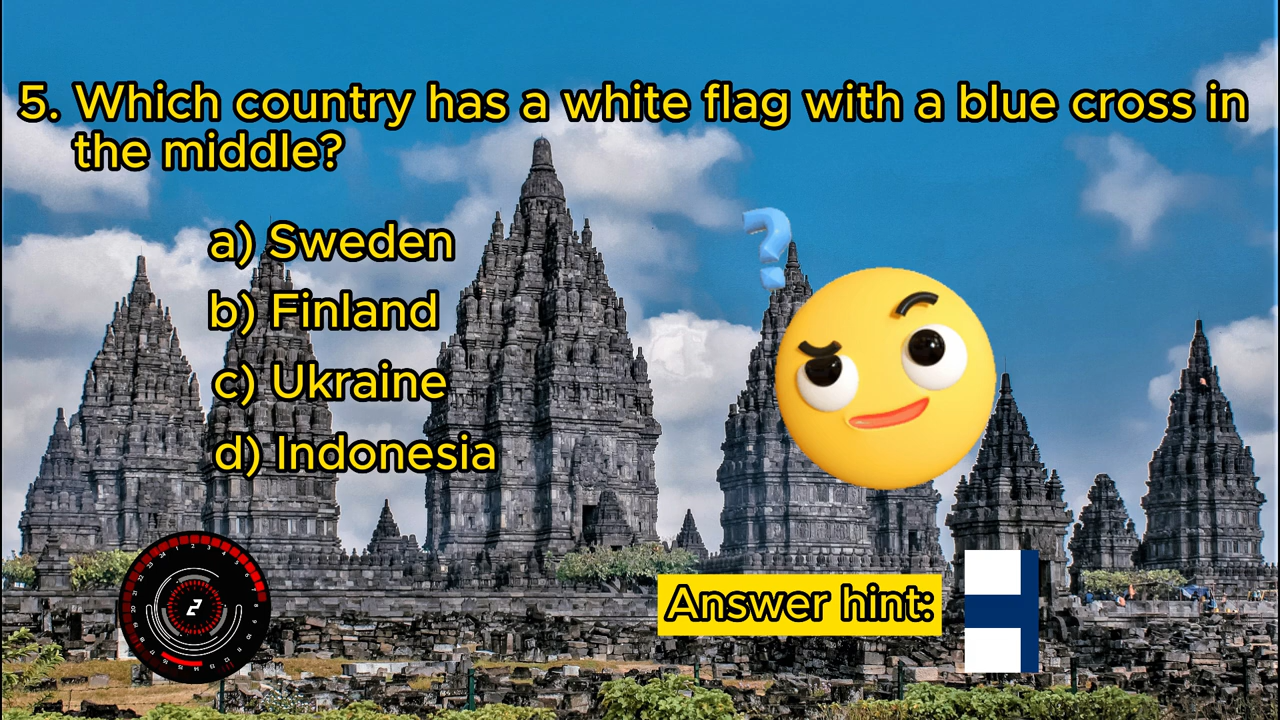 5. Which country has a white flag with a blue cross in
the middle?
a) Sweden
b) Finland
c) Ukraine
d) Indonesia
?
2
Answer hint: